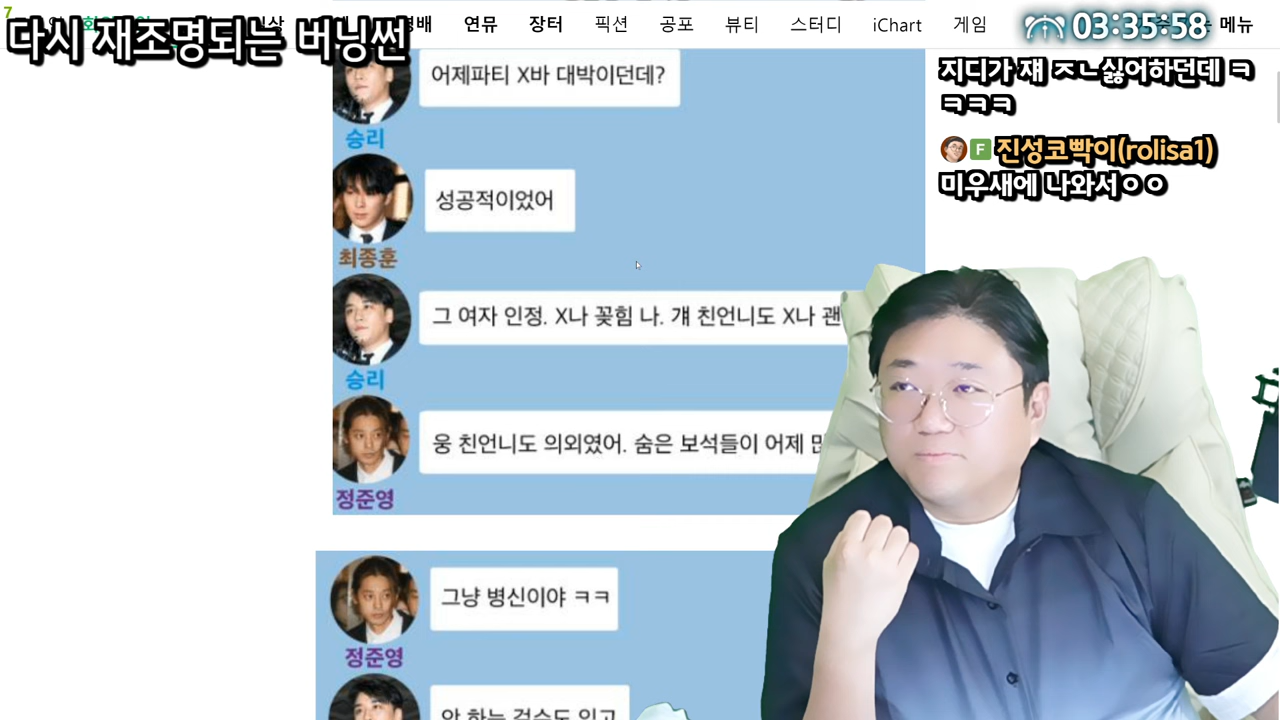 7
다시 재조명되는 버닝썬
연뮤 장터 픽션 공포 뷰티 스터디 iChart 게임
03:35:58
메뉴
지디가 쟤 ㅈㄴ싫어하던데 ㅋ
ㅋㅋㅋ
F 진성코빡이(rolisa1)
미우새에 나와서ㅇㅇ
어제파티 X바 대박이던데?
승리
성공적이었어
최종훈
그 여자 인정. X나 꽂힘 나. 걔 친언니도 X나 괜
승리
웅 친언니도 의외였어. 숨은 보석들이 어제
정준영
그냥 병신이야 ㅋㅋ
정준영